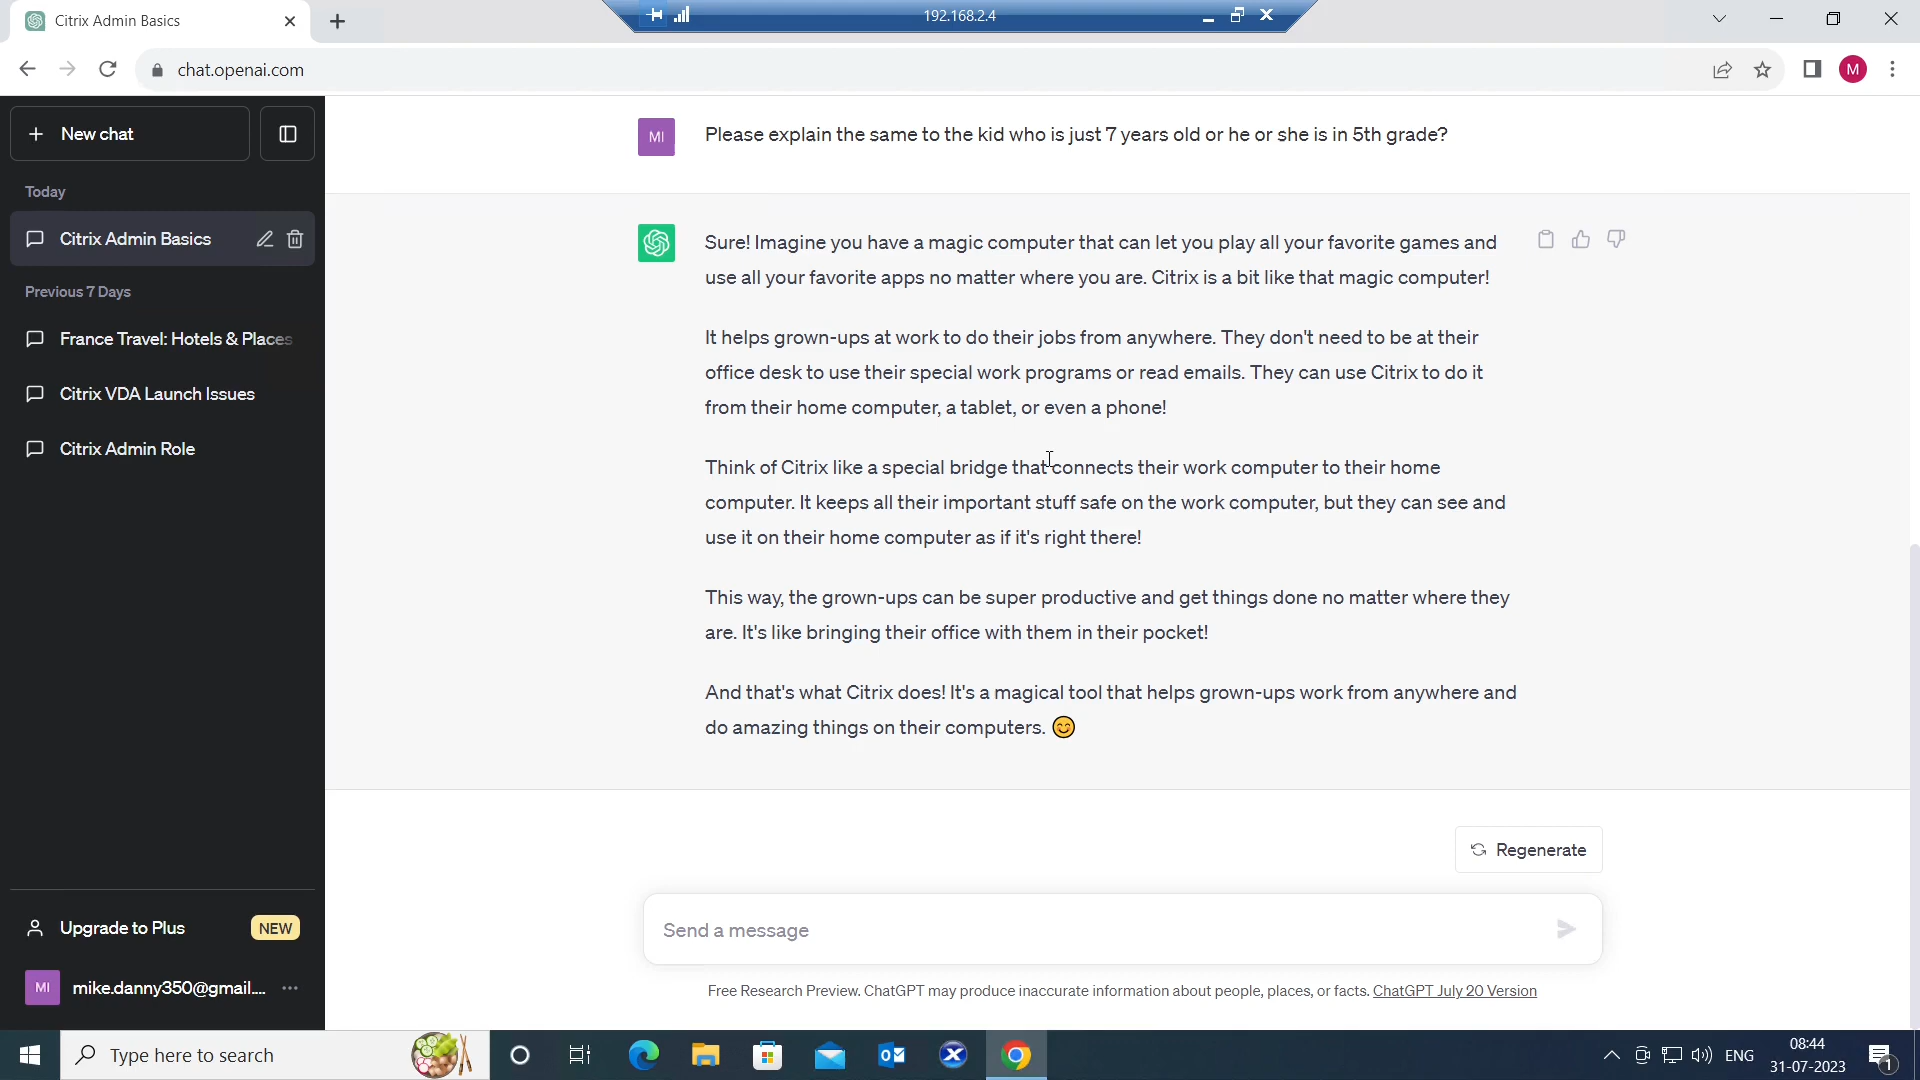 Citrix Admin Basics
192.168.2.4
chat.openai.com
M
New chat
Today
Citrix Admin Basics
Previous 7 Days
France Travel: Hotels & Places
Citrix VDA Launch Issues
Citrix Admin Role
Upgrade to Plus
NEW
MI
mike.danny350@gmail....
MI
Please explain the same to the kid who is just 7 years old or he or she is in 5th grade?
Sure! Imagine you have a magic computer that can let you play all your favorite games and
use all your favorite apps no matter where you are. Citrix is a bit like that magic computer!
It helps grown-ups at work to do their jobs from anywhere. They don't need to be at their
office desk to use their special work programs or read emails. They can use Citrix to do it
from their home computer, a tablet, or even a phone!
Think of Citrix like a special bridge that connects their work computer to their home
computer. It keeps all their important stuff safe on the work computer, but they can see and
use it on their home computer as if it's right there!
This way, the grown-ups can be super productive and get things done no matter where they
are. It's like bringing their office with them in their pocket!
And that's what Citrix does! It's a magical tool that helps grown-ups work from anywhere and
do amazing things on their computers. 😊
Regenerate
Send a message
Free Research Preview. ChatGPT may produce inaccurate information about people, places, or facts. ChatGPT July 20 Version
Type here to search
ENG
08:44
31-07-2023
1